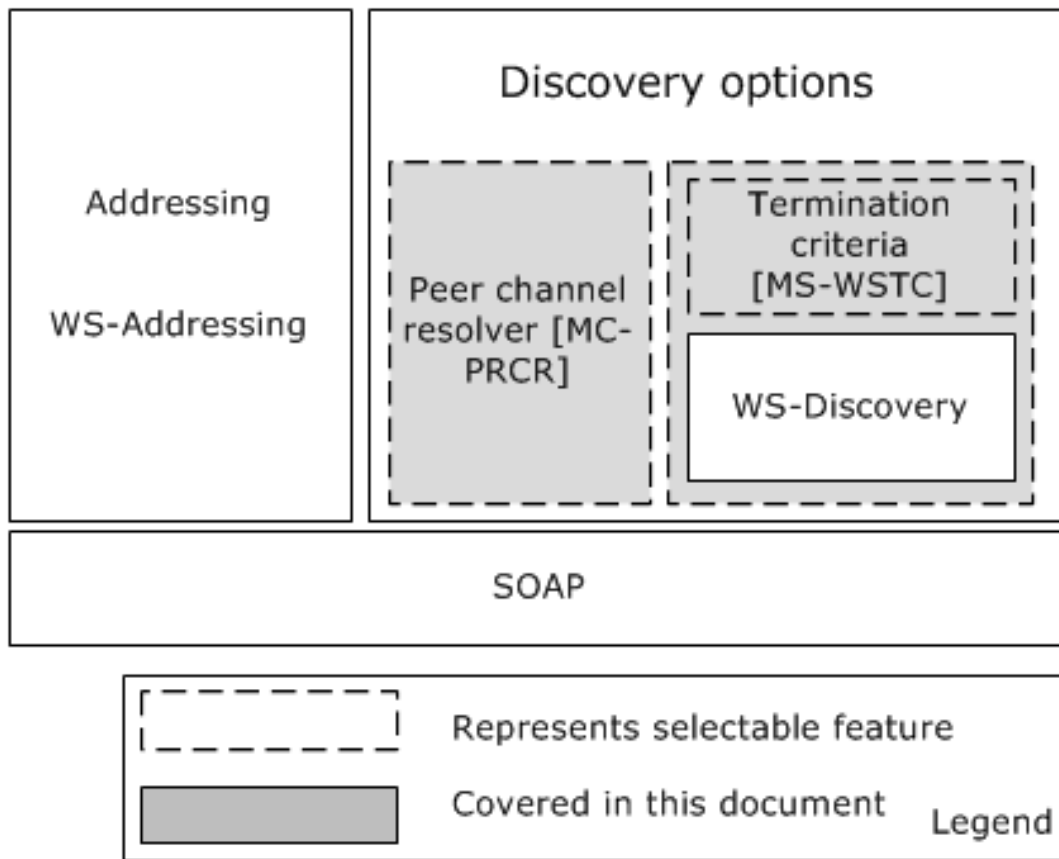 Addressing
WS-Addressing
Discovery options
Peer channel
resolver [MC-
PRCR]
Termination
criteria
[MS-WSTC]
WS-Discovery
SOAP
Represents selectable feature
Covered in this document
Legend